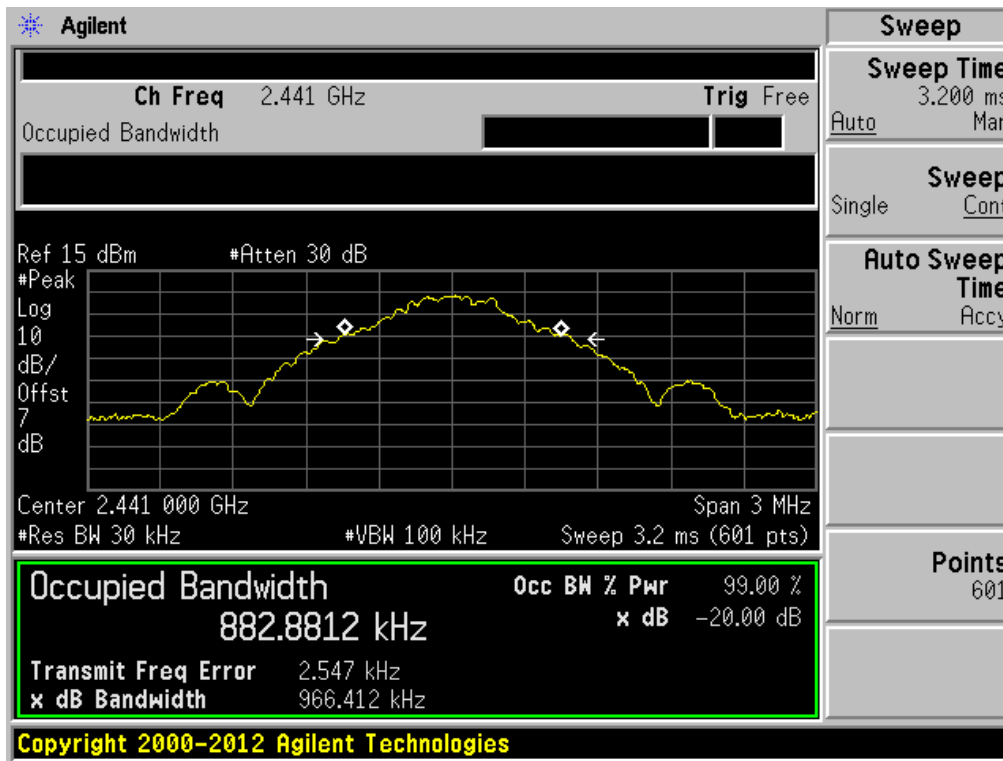 Agilent
Sweep
Ch Freq 2.441 GHz Trig Free
Occupied Bandwidth
Sweep Time
3.200 ms
Auto Man
Sweep
Single Cont
Auto Sweep
Time
Norm Accy
Points
601
Ref 15 dBm #Atten 30 dB
#Peak
Log
10
dB/
Offst
7
dB
Center 2.441 000 GHz Span 3 MHz
#Res BW 30 kHz #VBW 100 kHz Sweep 3.2 ms (601 pts)
Occupied Bandwidth Occ BW % Pwr 99.00 %
882.8812 kHz x dB -20.00 dB
Transmit Freq Error 2.547 kHz
x dB Bandwidth 966.412 kHz
Copyright 2000-2012 Agilent Technologies